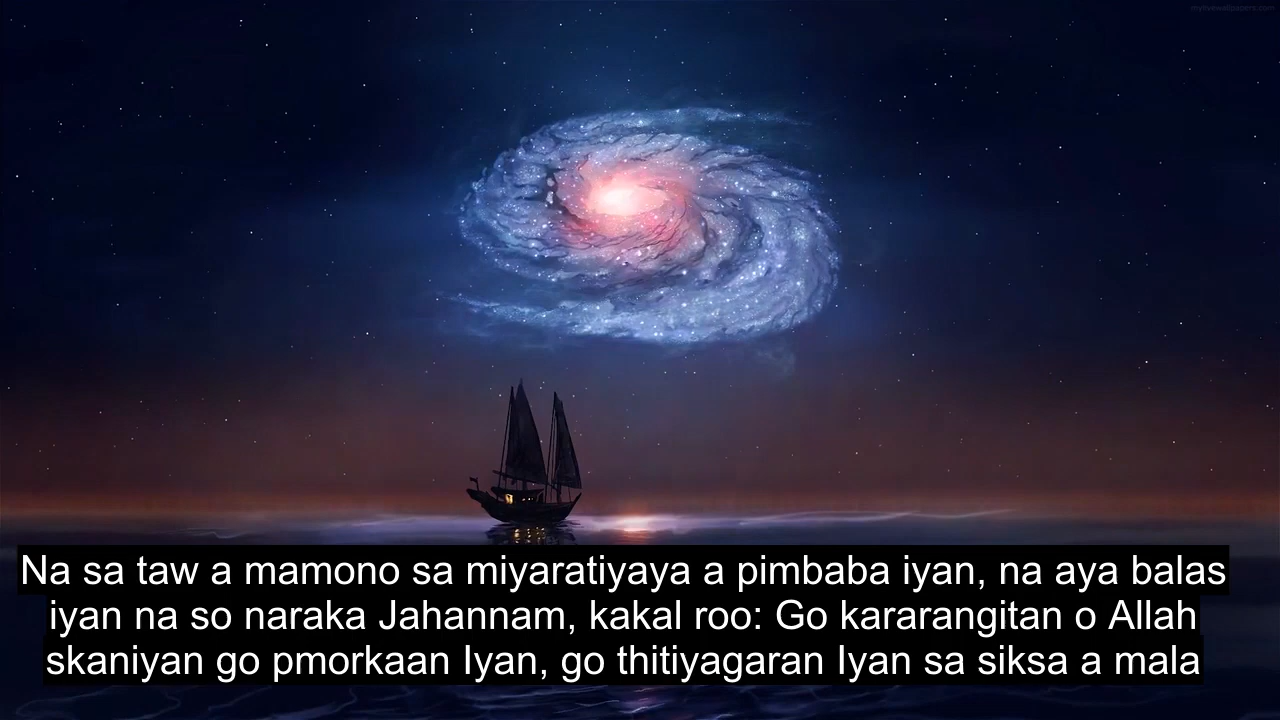 Na sa taw a mamono sa miyaratiyaya a pimbaba iyan, na aya balas
iyan na so naraka Jahannam, kakal roo: Go kararangitan o Allah
skaniyan go pmorkaan Iyan, go thitiyagaran Iyan sa siksa a mala